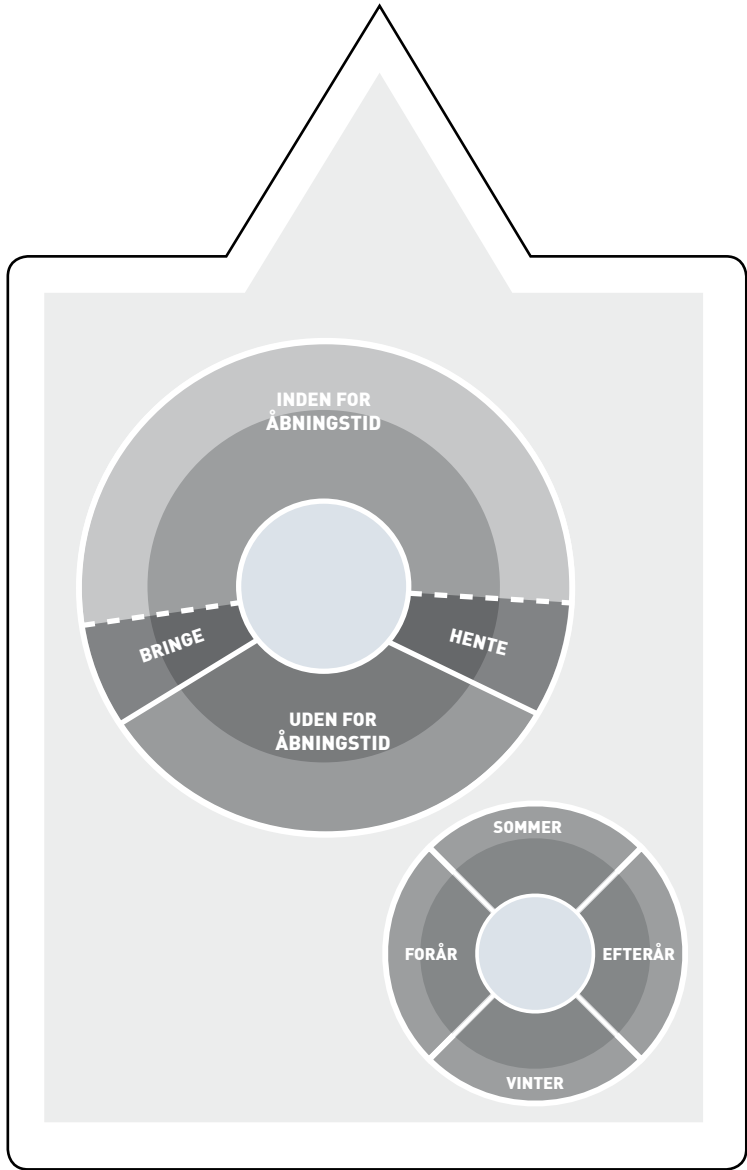 INDEN FOR
ÅBNINGSTID
BRINGE
HENTE
UDEN FOR
ÅBNINGSTID
SOMMER
FORÅR
EFTERÅR
VINTER